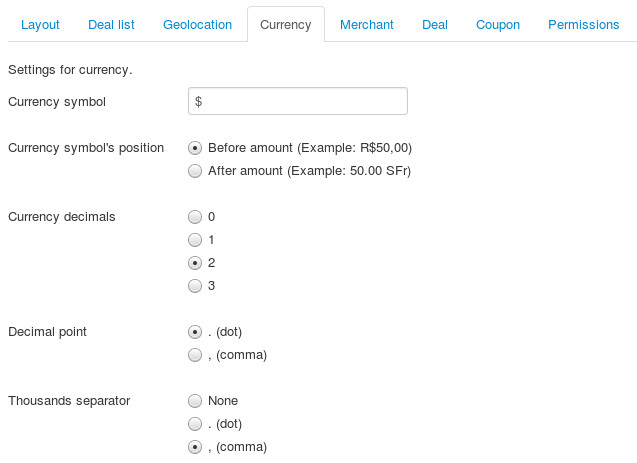 Layout Deal list Geolocation Currency Merchant Deal Coupon Permissions
Settings for currency.
Currency symbol $
Currency symbol's position Before amount (Example: R$50,00)
After amount (Example: 50.00 SFr)
Currency decimals 0
1
2
3
Decimal point . (dot)
, (comma)
Thousands separator None
. (dot)
, (comma)